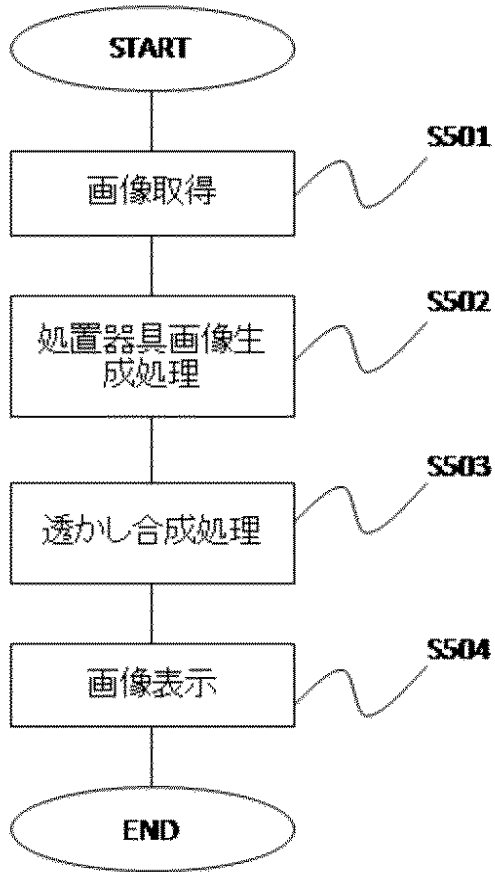 START
S501
画像取得
S502
処置器具画像生
成処理
S503
透かし合成処理
S504
画像表示
END